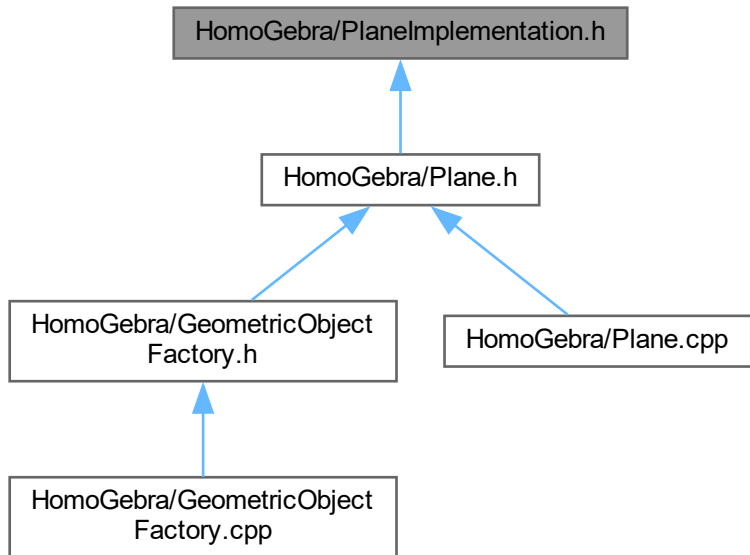 HomoGebra/PlaneImplementation.h
HomoGebra/Plane.h
HomoGebra/GeometricObject
Factory.h
HomoGebra/Plane.cpp
HomoGebra/GeometricObject
Factory.cpp